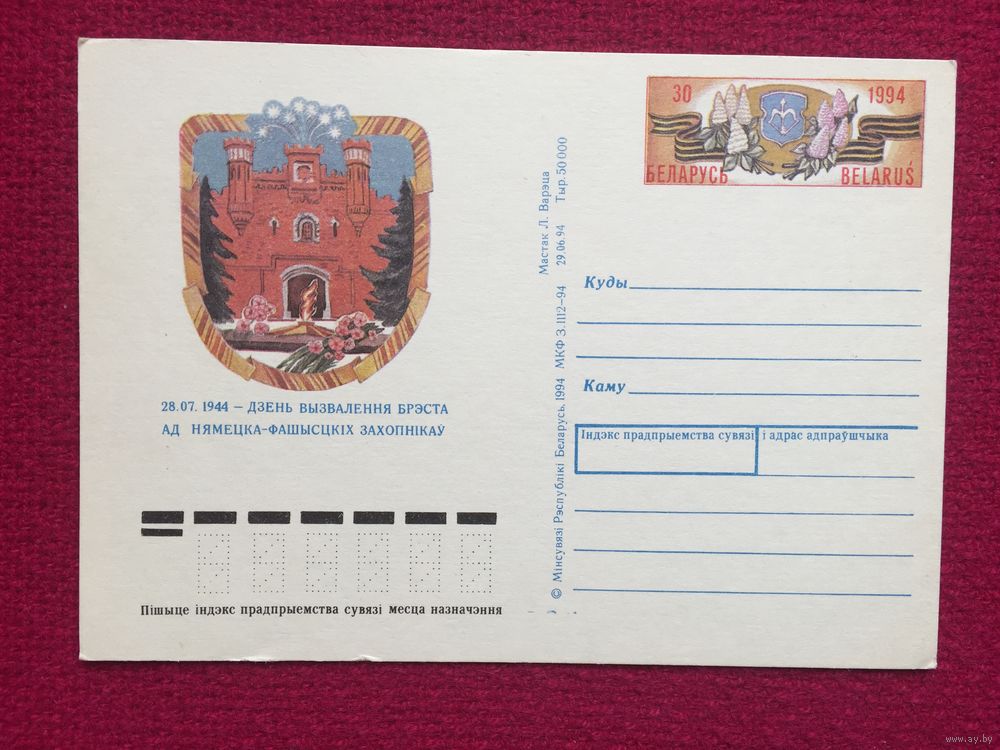 30
1994
БЕЛАРУСЬ
BELARUŚ
28.07. 1944 – ДЗЕНЬ ВЫЗВАЛЕННЯ БРЭСТА
АД НЯМЕЦКА-ФАШЫСЦКІХ ЗАХОПНІКАЎ
Пішыце індэкс прадпрыемства сувязі месца назначэння
© Мінсувязі Рэспублікі Беларусь, 1994 МКФ З. 1112–94 29.06.94 Тыр. 50 000
Мастак Л. Варэца
Куды
Каму
Індэкс прадпрыемства сувязі
і адрас адпраўшчыка
www.ay.by